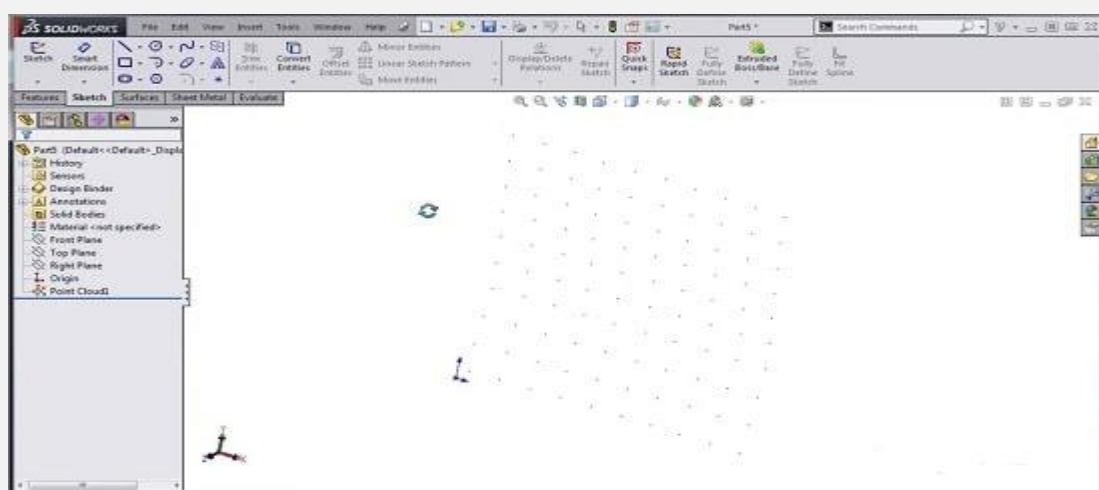 SOLIDWORKS File Edit View Insert Tools Window Help Part5 * Search Commands
Sketch Smart Dimension Trim Entities Convert Entities Offset Entities Mirror Entities Linear Sketch Pattern Move Entities Display/Delete Relations Repair Sketch Quick Snaps Rapid Sketch Fully Define Sketch Extruded Boss/Base Fully Define Sketch Fit Spline
Features Sketch Surfaces Sheet Metal Evaluate
Part5 (Default<<Default>_Displa
History
Sensors
Design Binder
Annotations
Solid Bodies
Material <not specified>
Front Plane
Top Plane
Right Plane
Origin
Point Cloud1